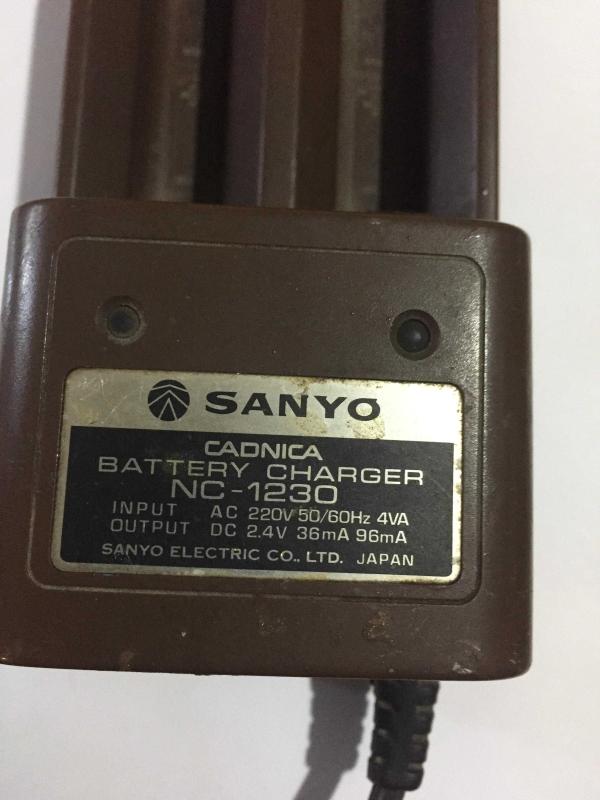 SANYO
CADNICA
BATTERY CHARGER
NC-1230
INPUT AC 220V 50/60Hz 4VA
OUTPUT DC 2.4V 36mA 96mA
SANYO ELECTRIC CO., LTD. JAPAN